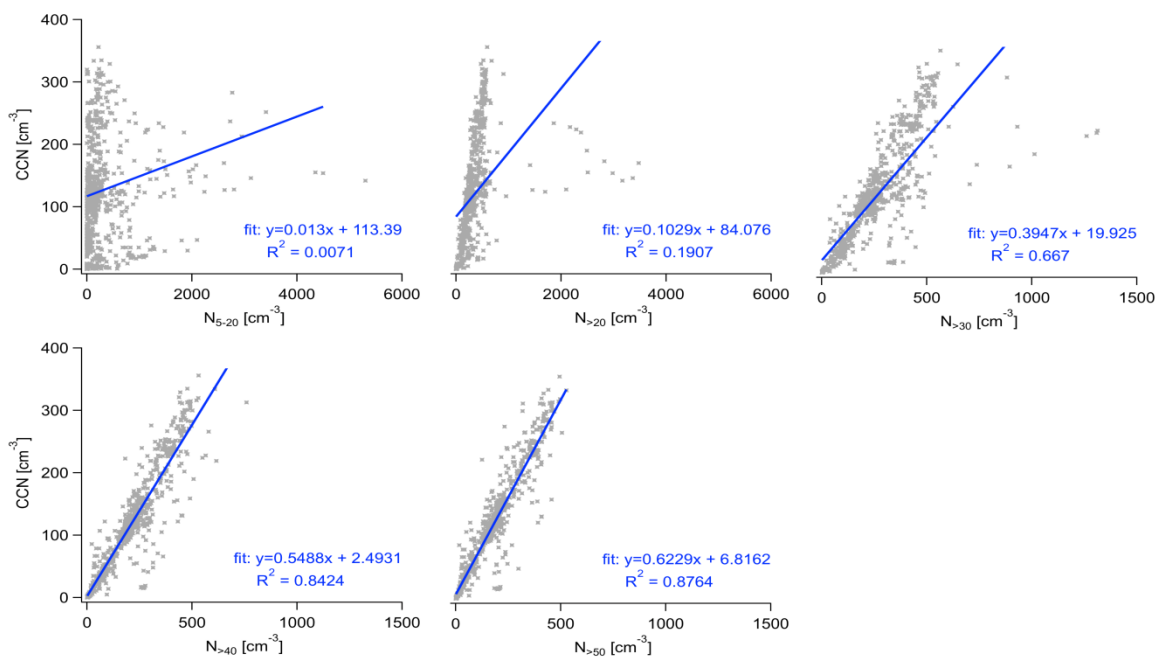 400
300
200
100
0
CCN [cm⁻³]
0 2000 4000 6000
N₅₋₂₀ [cm⁻³]
fit: y=0.013x + 113.39
R² = 0.0071
0 2000 4000 6000
N>₂₀ [cm⁻³]
fit: y=0.1029x + 84.076
R² = 0.1907
0 500 1000 1500
N>₃₀ [cm⁻³]
fit: y=0.3947x + 19.925
R² = 0.667
400
300
200
100
0
CCN [cm⁻³]
0 500 1000 1500
N>₄₀ [cm⁻³]
fit: y=0.5488x + 2.4931
R² = 0.8424
0 500 1000 1500
N>₅₀ [cm⁻³]
fit: y=0.6229x + 6.8162
R² = 0.8764